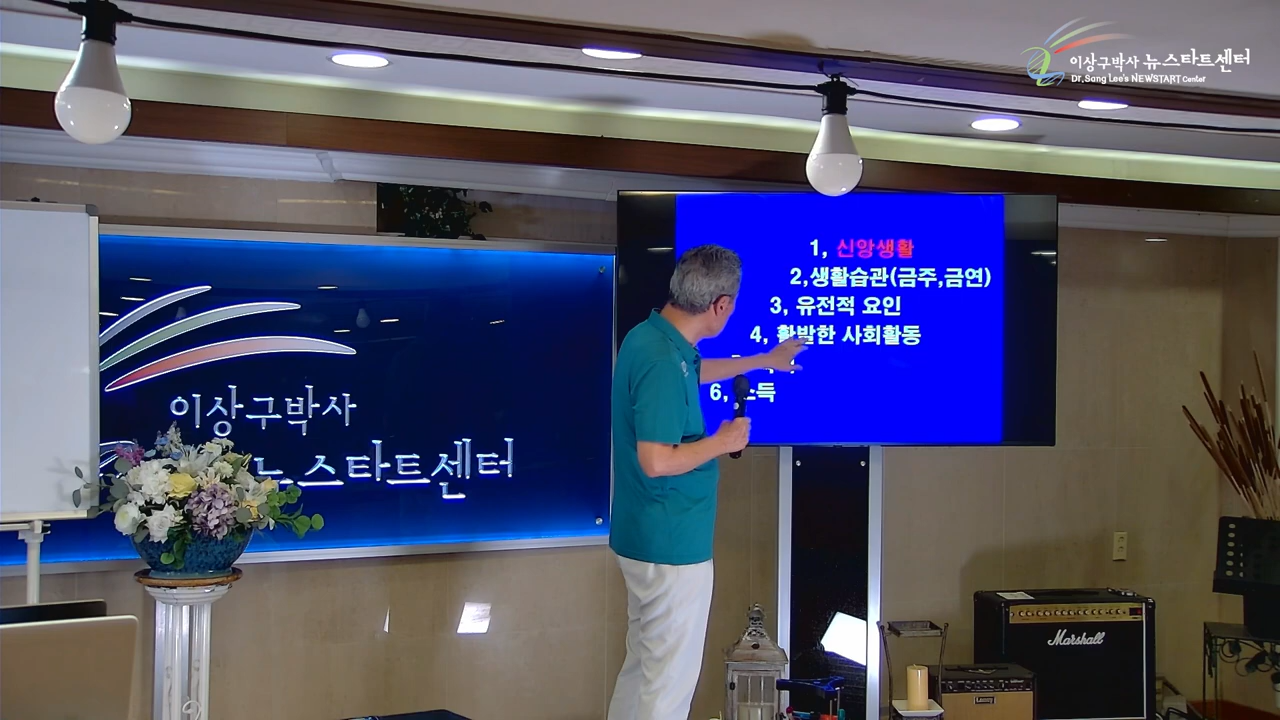 이상구박사 뉴스타트센터
Dr. Sang Lee's NEWSTART Center
1, 신앙생활
2,생활습관(금주,금연)
3, 유전적 요인
4, 활발한 사회활동
6, 소득
이상구박사
뉴스타트센터
Marshall
Laney